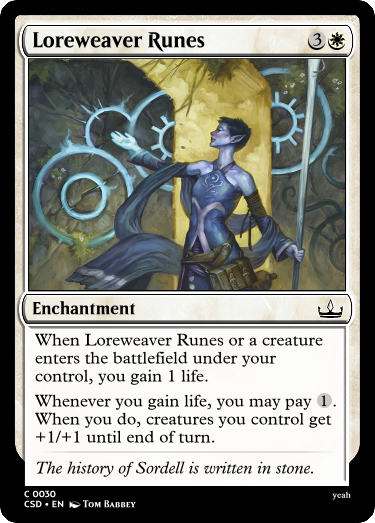 Loreweaver Runes 3
Enchantment
When Loreweaver Runes or a creature
enters the battlefield under your
control, you gain 1 life.
Whenever you gain life, you may pay 1.
When you do, creatures you control get
+1/+1 until end of turn.
The history of Sordell is written in stone.
C 0030
CSD • EN Tom Babbey
yeah